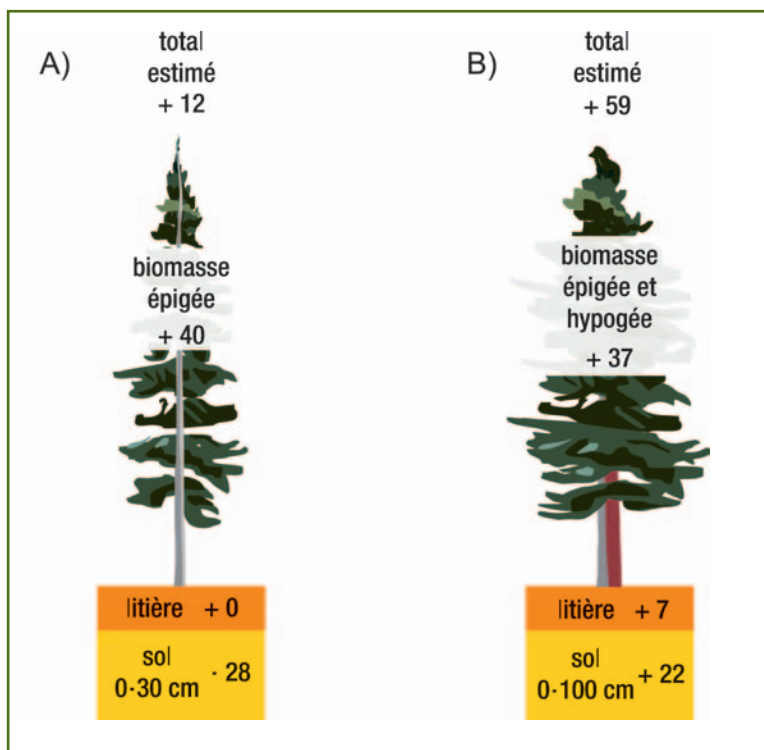 A)
total
estimé
+ 12
biomasse
épigée
+ 40
litière + 0
sol
0·30 cm · 28
B)
total
estimé
+ 59
biomasse
épigée et
hypogée
+ 37
litière + 7
sol
0·100 cm + 22